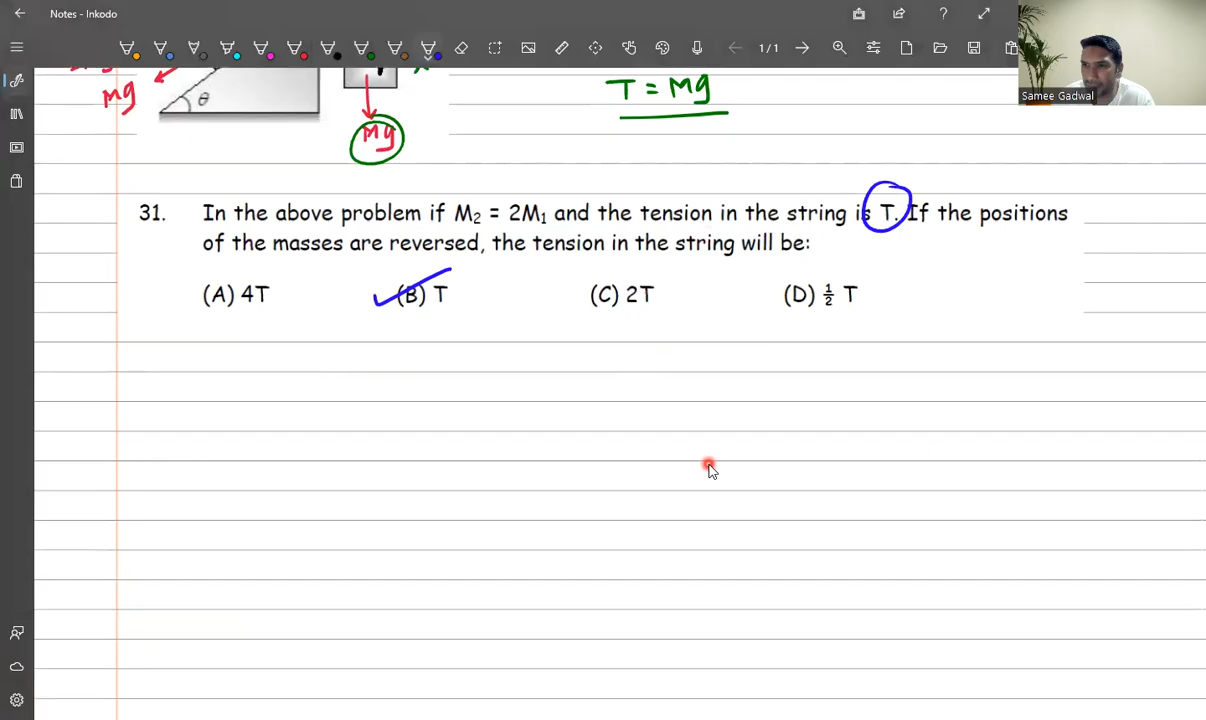 Notes - Inkodo
1/1
Samee Gadwal
Mg
θ
Mg
T = Mg
31. In the above problem if M₂ = 2M₁ and the tension in the string is T. If the positions
of the masses are reversed, the tension in the string will be:
(A) 4T (B) T (C) 2T (D) ½ T